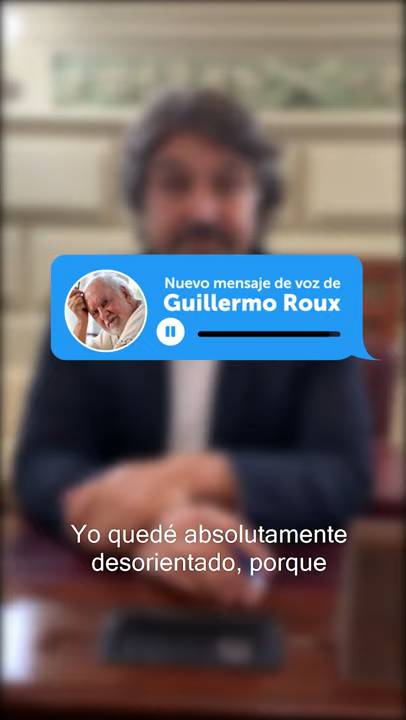 Nuevo mensaje de voz de
Guillermo Roux
Yo quedé absolutamente
desorientado, porque